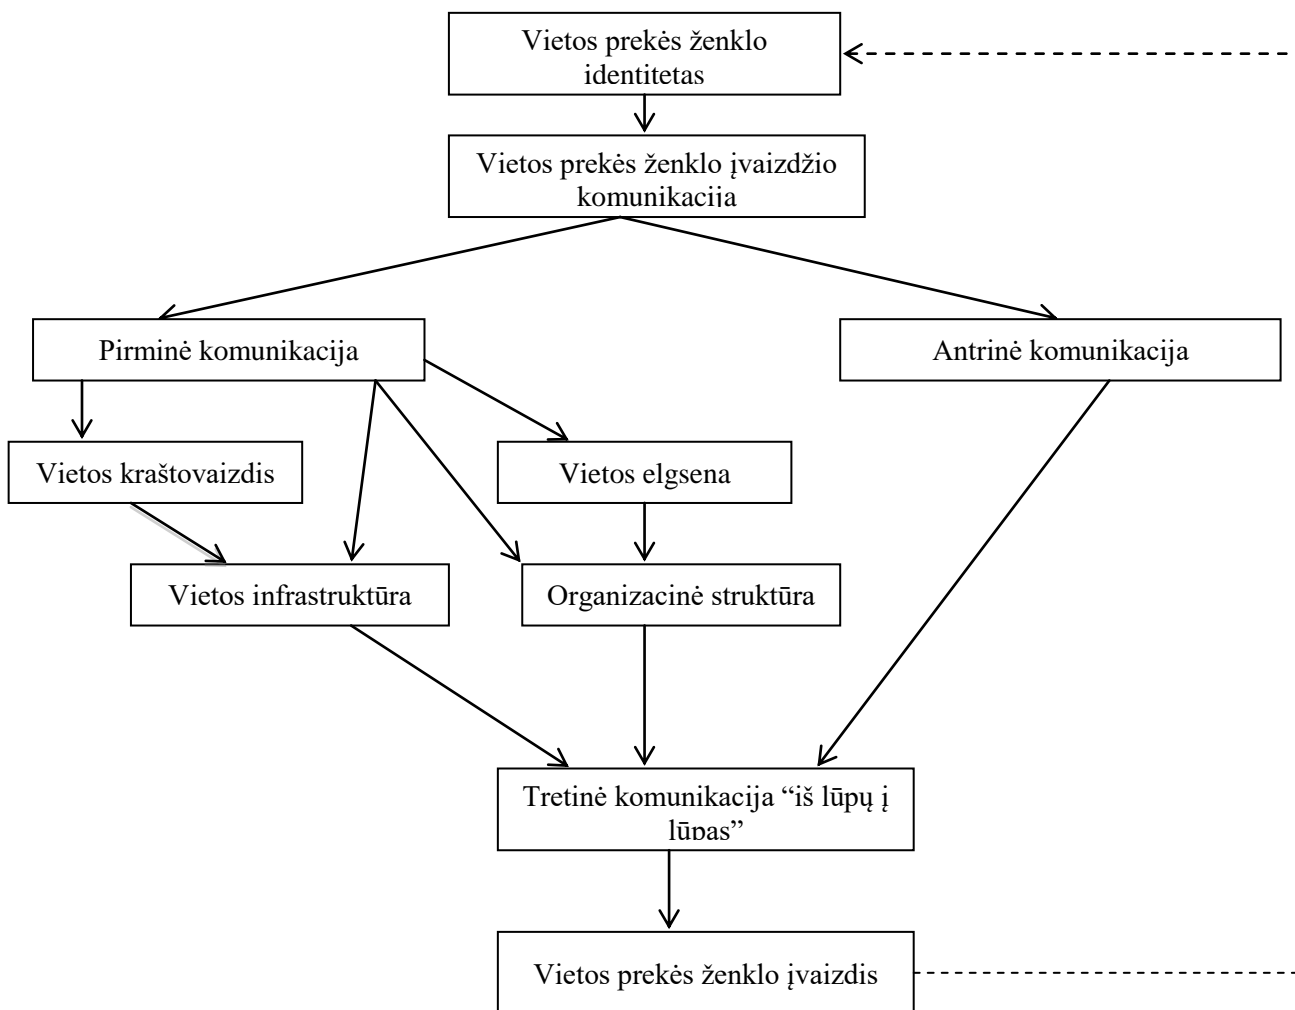 Vietos prekės ženklo
identitetas
Vietos prekės ženklo įvaizdžio
komunikacija
Pirminė komunikacija
Antrinė komunikacija
Vietos kraštovaizdis
Vietos elgsena
Vietos infrastruktūra
Organizacinė struktūra
Tretinė komunikacija “iš lūpų į
lūpas”
Vietos prekės ženklo įvaizdis